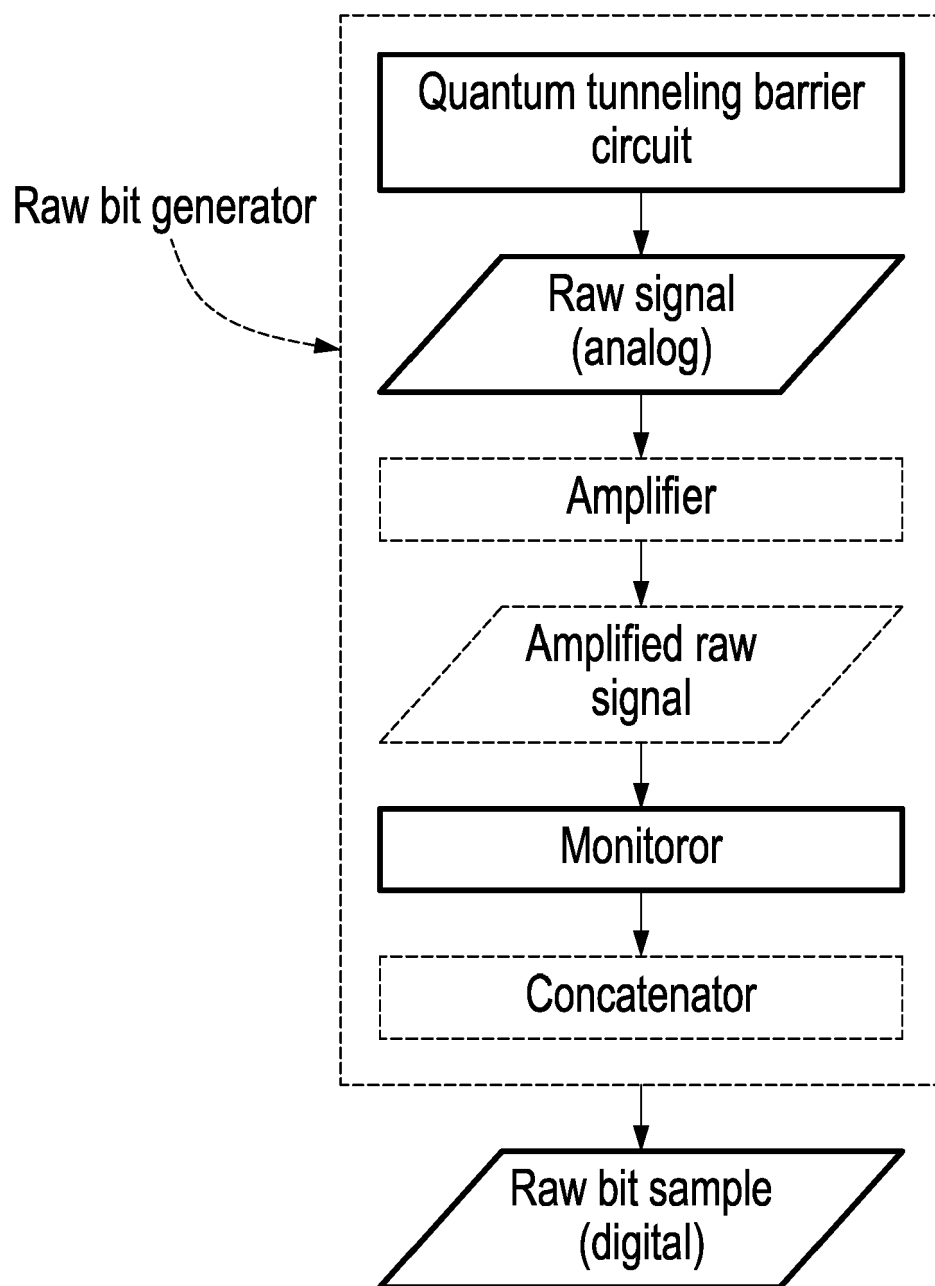 Quantum tunneling barrier
circuit
Raw bit generator
Raw signal
(analog)
Amplifier
Amplified raw
signal
Monitoror
Concatenator
Raw bit sample
(digital)